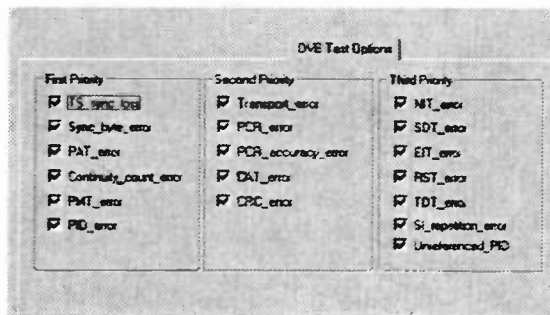 DVB Test Options
First Priority
TS_sync_loss
Sync_byte_error
PAT_error
Continuity_count_error
PMT_error
PID_error
Second Priority
Transport_error
PCR_error
PCR_accuracy_error
CAT_error
CRC_error
Third Priority
NIT_error
SDT_error
EIT_error
RST_error
TDT_error
SI_repetition_error
Unreferenced_PID